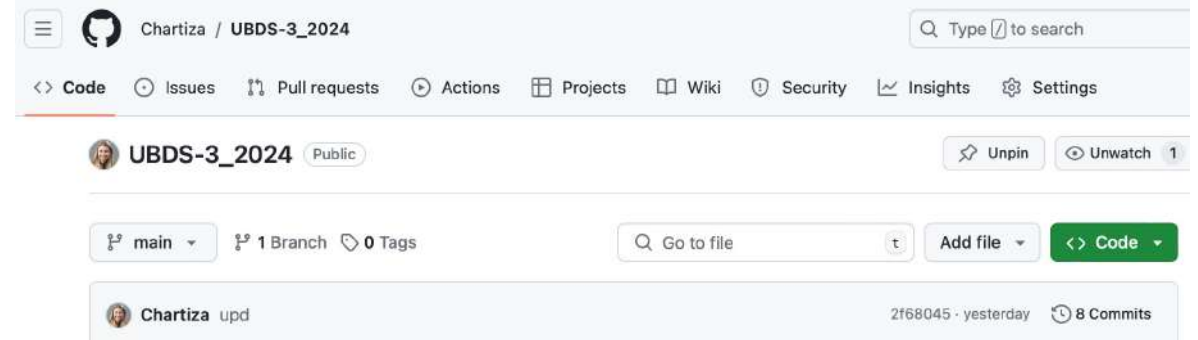 Chartiza / UBDS-3_2024 Type / to search
<> Code Issues Pull requests Actions Projects Wiki Security Insights Settings
UBDS-3_2024 Public Unpin Unwatch 1
main 1 Branch 0 Tags Go to file t Add file <> Code
Chartiza upd 2f68045 · yesterday 8 Commits